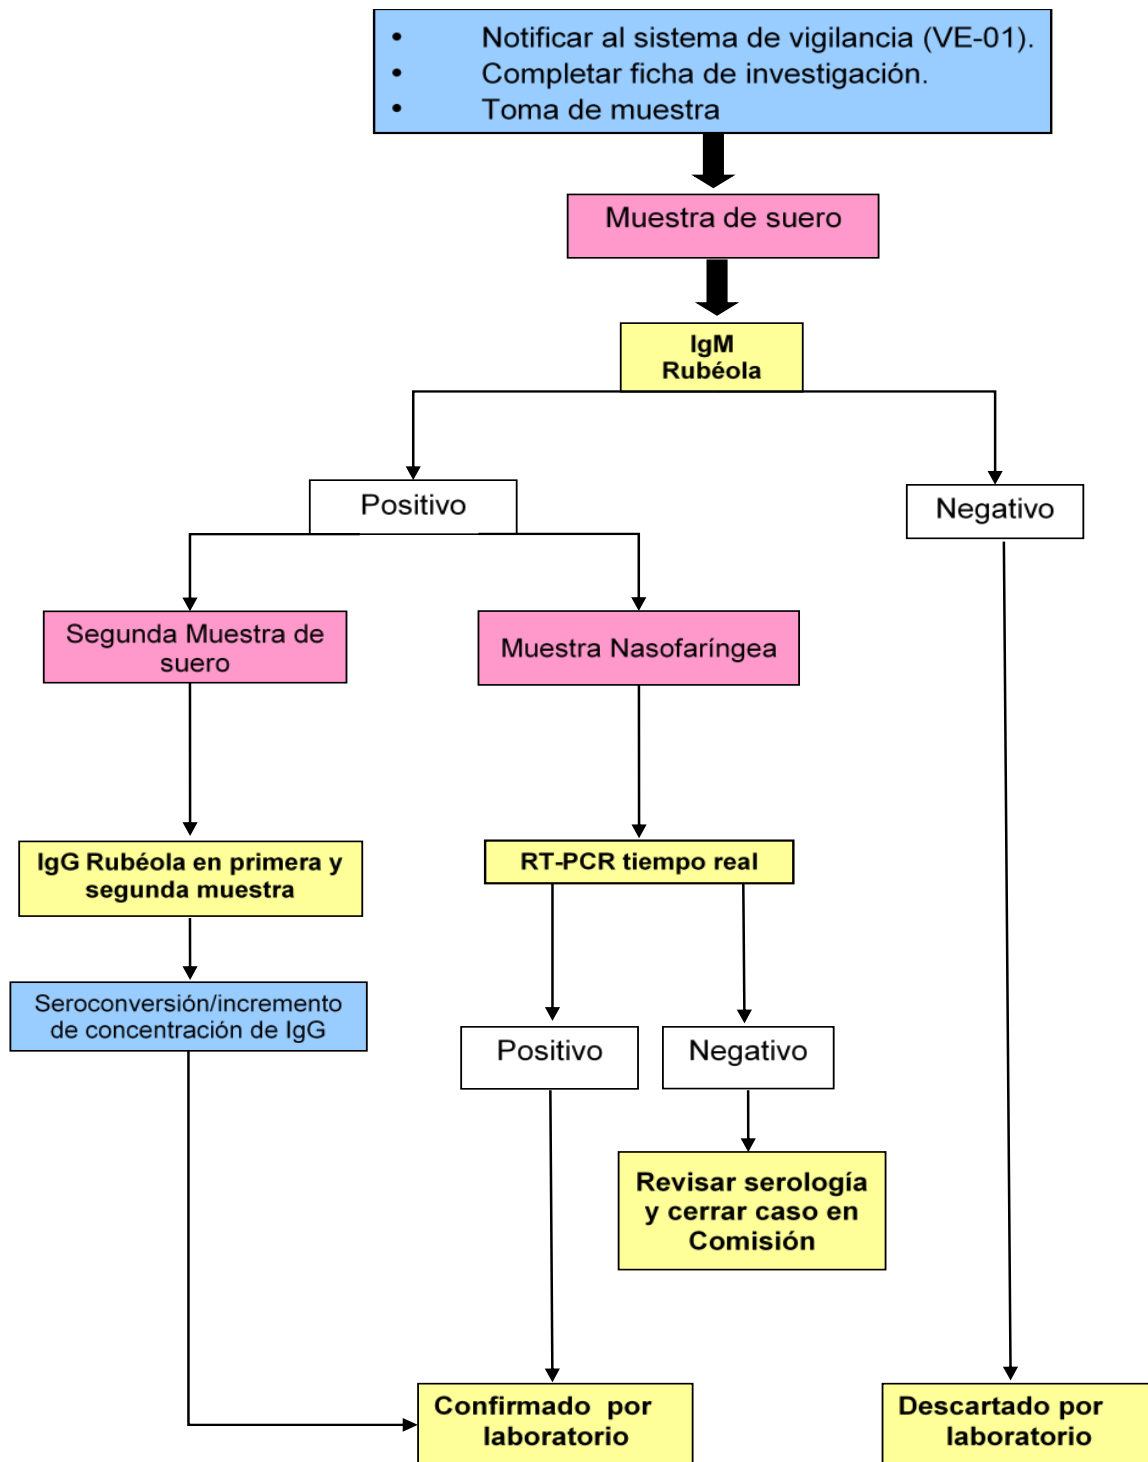 • Notificar al sistema de vigilancia (VE-01).
• Completar ficha de investigación.
• Toma de muestra
Muestra de suero
IgM
Rubéola
Positivo
Negativo
Segunda Muestra de
suero
Muestra Nasofaríngea
IgG Rubéola en primera y
segunda muestra
RT-PCR tiempo real
Seroconversión/incremento
de concentración de IgG
Positivo
Negativo
Revisar serología
y cerrar caso en
Comisión
Confirmado por
laboratorio
Descartado por
laboratorio